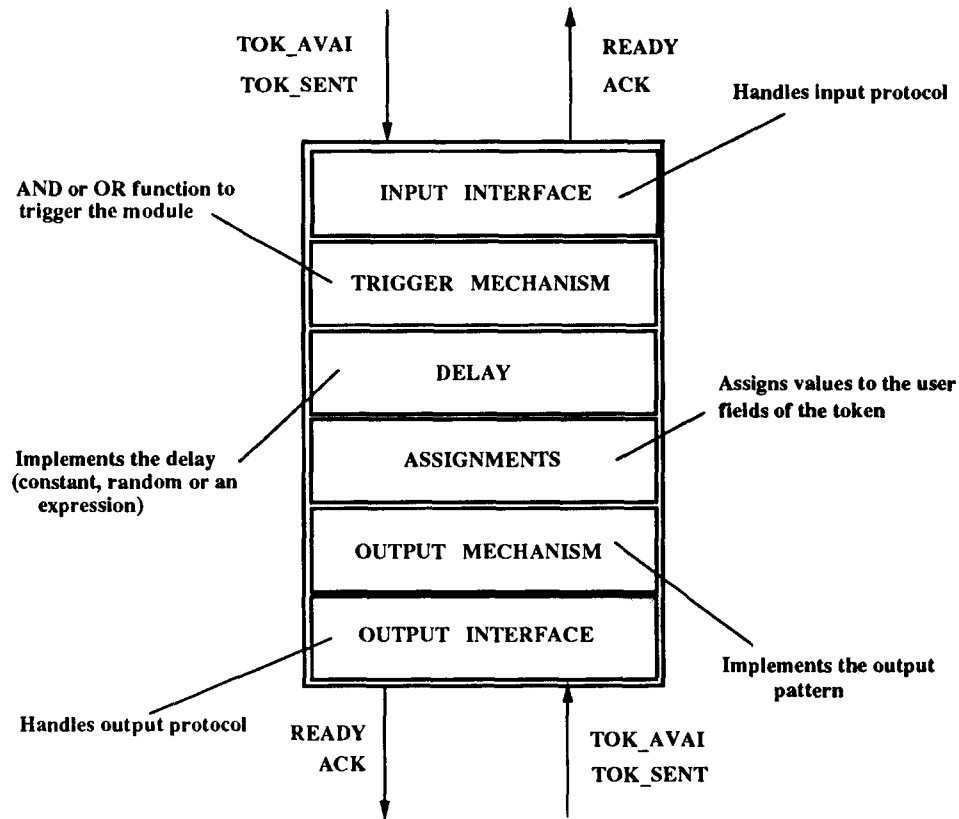 TOK_AVAI
TOK_SENT
READY
ACK
Handles input protocol
INPUT INTERFACE
AND or OR function to
trigger the module
TRIGGER MECHANISM
DELAY
Assigns values to the user
fields of the token
ASSIGNMENTS
Implements the delay
(constant, random or an
expression)
OUTPUT MECHANISM
OUTPUT INTERFACE
Implements the output
pattern
Handles output protocol
READY
ACK
TOK_AVAI
TOK_SENT